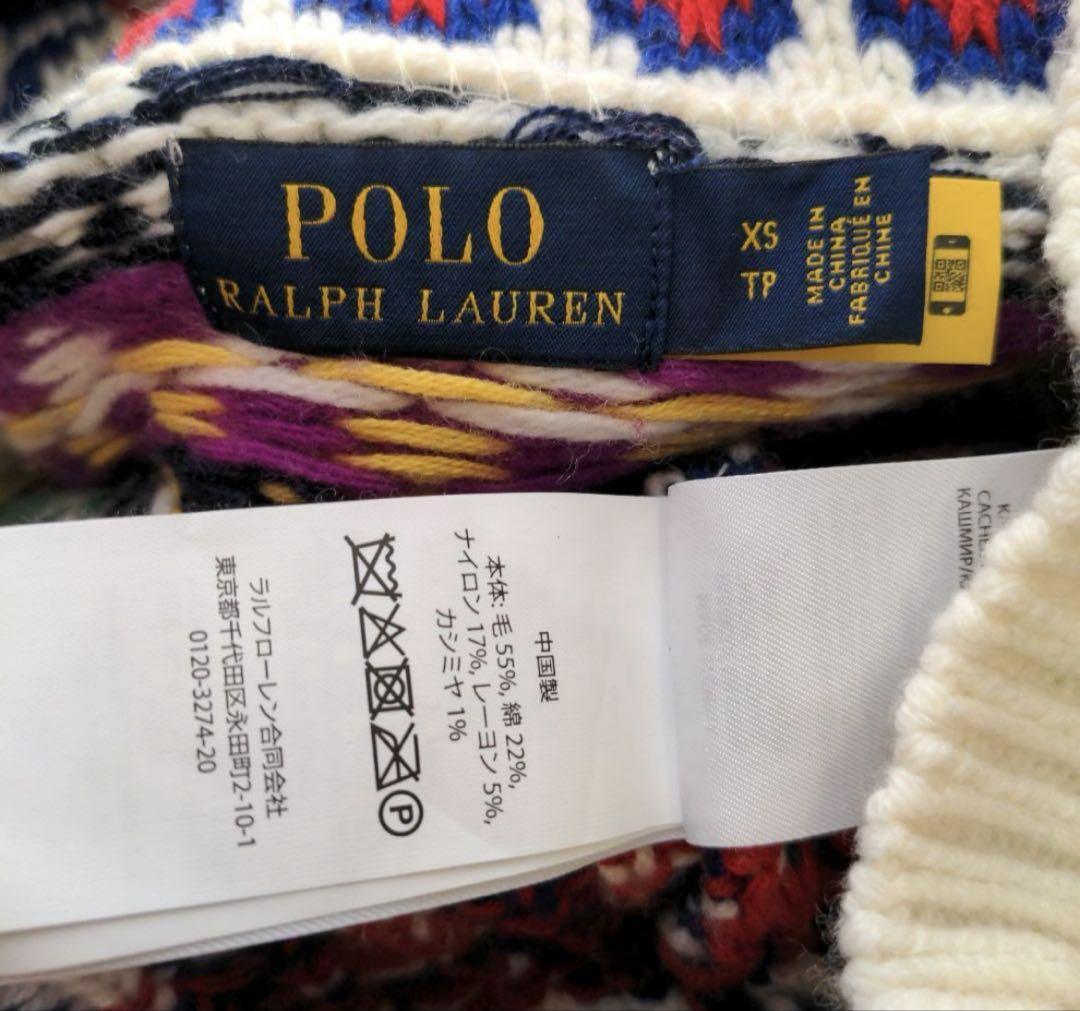 POLO
RALPH LAUREN
XS
TP
MADE IN
CHINA
FABRIQUÉ EN
CHINE
中国製
本体: 毛 55%, 綿 22%,
ナイロン 17%, レーヨン 5%,
カシミヤ 1%
P
ラルフローレン合同会社
東京都千代田区永田町2-10-1
0120-3274-20